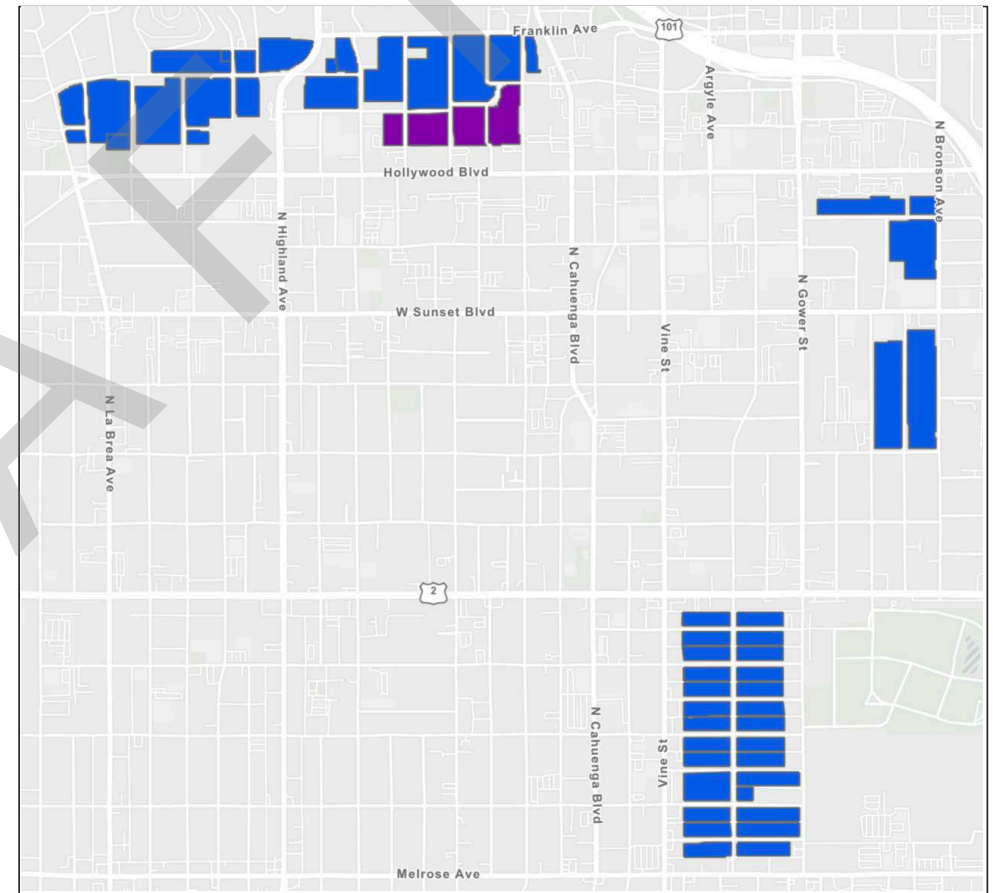 Franklin Ave
101
Argyle Ave
N Bronson Ave
Hollywood Blvd
N Highland Ave
N Cahuenga Blvd
N Gower St
W Sunset Blvd
Vine St
N La Brea Ave
2
N Cahuenga Blvd
Vine St
Melrose Ave